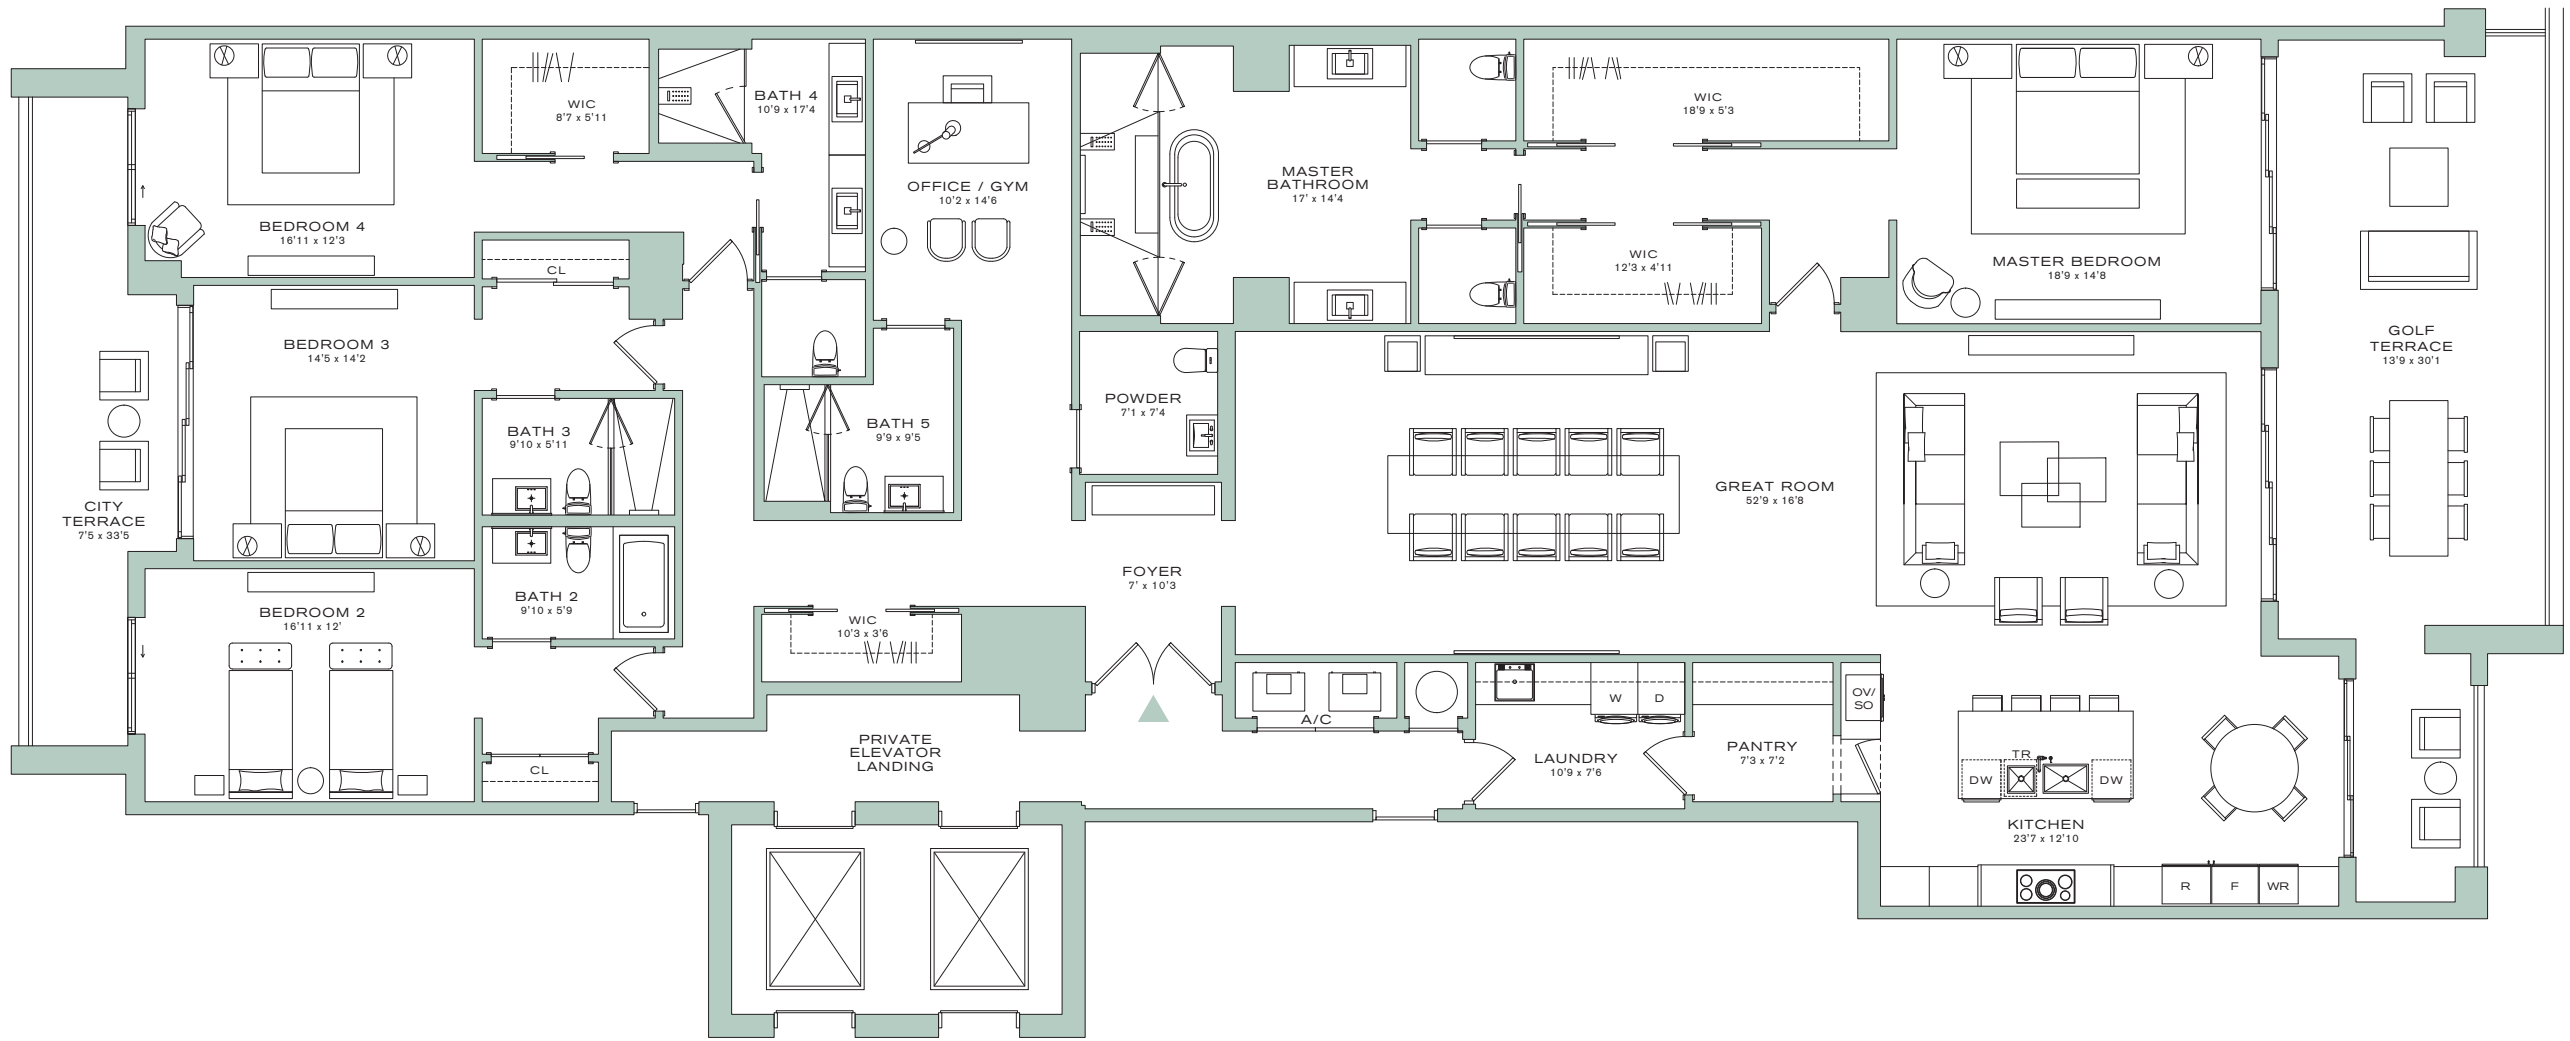 WIC
8'7 x 5'11
BATH 4
10'9 x 17'4
BEDROOM 4
16'11 x 12'3
CL
OFFICE / GYM
10'2 x 14'6
MASTER
BATHROOM
17' x 14'4
WIC
18'9 x 5'3
WIC
12'3 x 4'11
MASTER BEDROOM
18'9 x 14'8
GOLF
TERRACE
13'9 x 30'1
BEDROOM 3
14'5 x 14'2
BATH 3
9'10 x 5'11
BATH 5
9'9 x 9'5
POWDER
7'1 x 7'4
GREAT ROOM
52'9 x 16'8
CITY
TERRACE
7'5 x 33'5
FOYER
7' x 10'3
BATH 2
9'10 x 5'9
BEDROOM 2
16'11 x 12'
WIC
10'3 x 3'6
CL
PRIVATE
ELEVATOR
LANDING
A/C
W
D
OV/
SO
LAUNDRY
10'9 x 7'6
PANTRY
7'3 x 7'2
TR
DW
DW
KITCHEN
23'7 x 12'10
R
F
WR